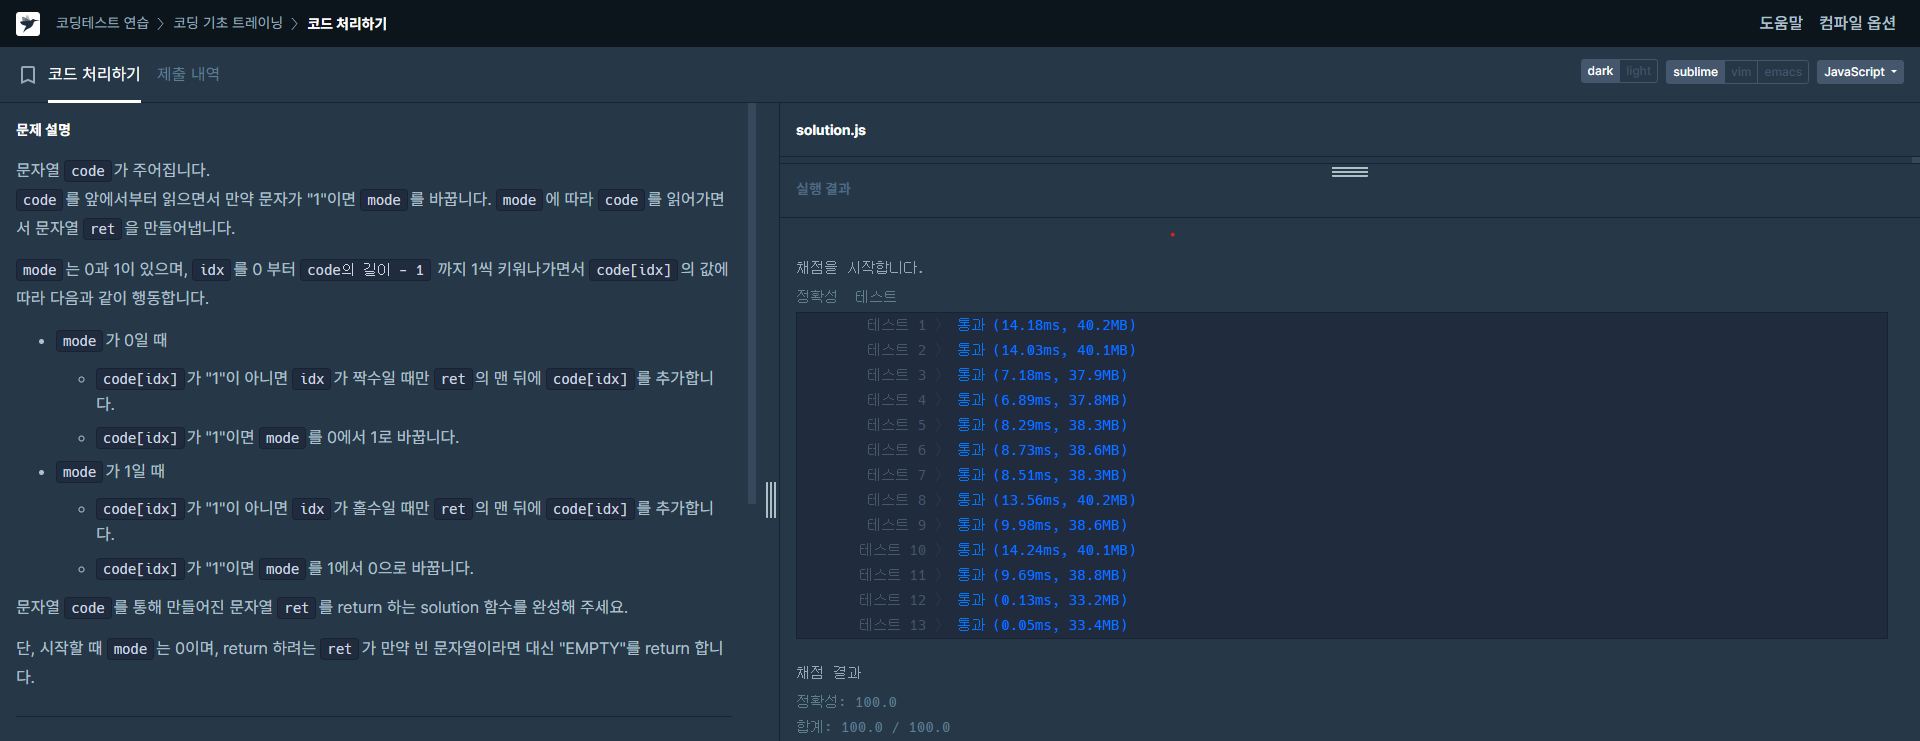 코딩테스트 연습 > 코딩 기초 트레이닝 > 코드 처리하기
도움말 컴파일 옵션
코드 처리하기 제출 내역
dark light sublime vim emacs JavaScript
문제 설명
문자열 code 가 주어집니다.
code 를 앞에서부터 읽으면서 만약 문자가 "1"이면 mode 를 바꿉니다. mode 에 따라 code 를 읽어가면
서 문자열 ret 을 만들어냅니다.
mode 는 0과 1이 있으며, idx 를 0 부터 code의 길이 - 1 까지 1씩 키워나가면서 code[idx] 의 값에
따라 다음과 같이 행동합니다.
• mode 가 0일 때
◦ code[idx] 가 "1"이 아니면 idx 가 짝수일 때만 ret 의 맨 뒤에 code[idx] 를 추가합니
다.
◦ code[idx] 가 "1"이면 mode 를 0에서 1로 바꿉니다.
• mode 가 1일 때
◦ code[idx] 가 "1"이 아니면 idx 가 홀수일 때만 ret 의 맨 뒤에 code[idx] 를 추가합니
다.
◦ code[idx] 가 "1"이면 mode 를 1에서 0으로 바꿉니다.
문자열 code 를 통해 만들어진 문자열 ret 를 return 하는 solution 함수를 완성해 주세요.
단, 시작할 때 mode 는 0이며, return 하려는 ret 가 만약 빈 문자열이라면 대신 "EMPTY"를 return 합니
다.
solution.js
실행 결과
채점을 시작합니다.
정확성 테스트
테스트 1 > 통과 (14.18ms, 40.2MB)
테스트 2 > 통과 (14.03ms, 40.1MB)
테스트 3 > 통과 (7.18ms, 37.9MB)
테스트 4 > 통과 (6.89ms, 37.8MB)
테스트 5 > 통과 (8.29ms, 38.3MB)
테스트 6 > 통과 (8.73ms, 38.6MB)
테스트 7 > 통과 (8.51ms, 38.3MB)
테스트 8 > 통과 (13.56ms, 40.2MB)
테스트 9 > 통과 (9.98ms, 38.6MB)
테스트 10 > 통과 (14.24ms, 40.1MB)
테스트 11 > 통과 (9.69ms, 38.8MB)
테스트 12 > 통과 (0.13ms, 33.2MB)
테스트 13 > 통과 (0.05ms, 33.4MB)
채점 결과
정확성: 100.0
합계: 100.0 / 100.0